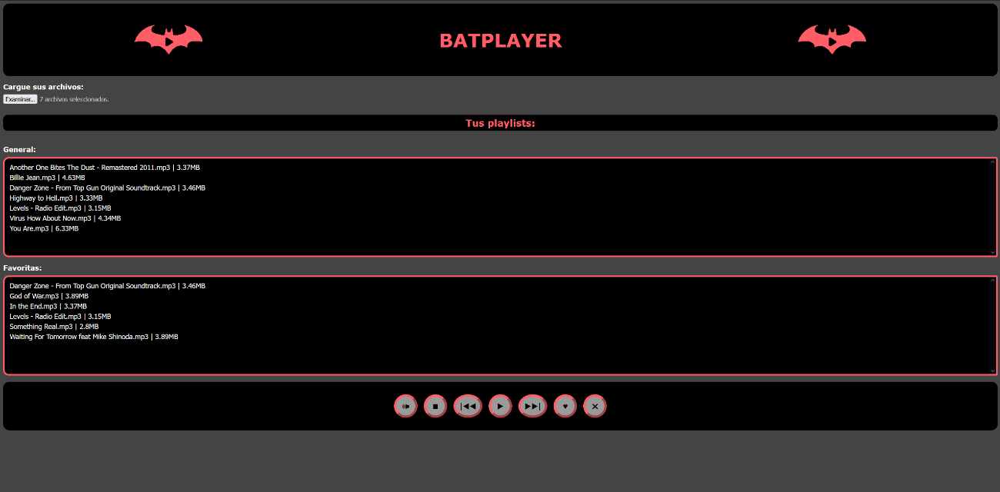 BATPLAYER
Cargue sus archivos:
Examinar... 7 archivos seleccionados.
Tus playlists:
General:
Another One Bites The Dust - Remastered 2011.mp3 | 3.37MB
Billie Jean.mp3 | 4.63MB
Danger Zone - From Top Gun Original Soundtrack.mp3 | 3.46MB
Highway to Hell.mp3 | 3.33MB
Levels - Radio Edit.mp3 | 3.15MB
Virus How About Now.mp3 | 4.34MB
You Are.mp3 | 6.33MB
Favoritas:
Danger Zone - From Top Gun Original Soundtrack.mp3 | 3.46MB
God of War.mp3 | 3.89MB
In the End.mp3 | 3.37MB
Levels - Radio Edit.mp3 | 3.15MB
Something Real.mp3 | 2.8MB
Waiting For Tomorrow feat Mike Shinoda.mp3 | 3.89MB